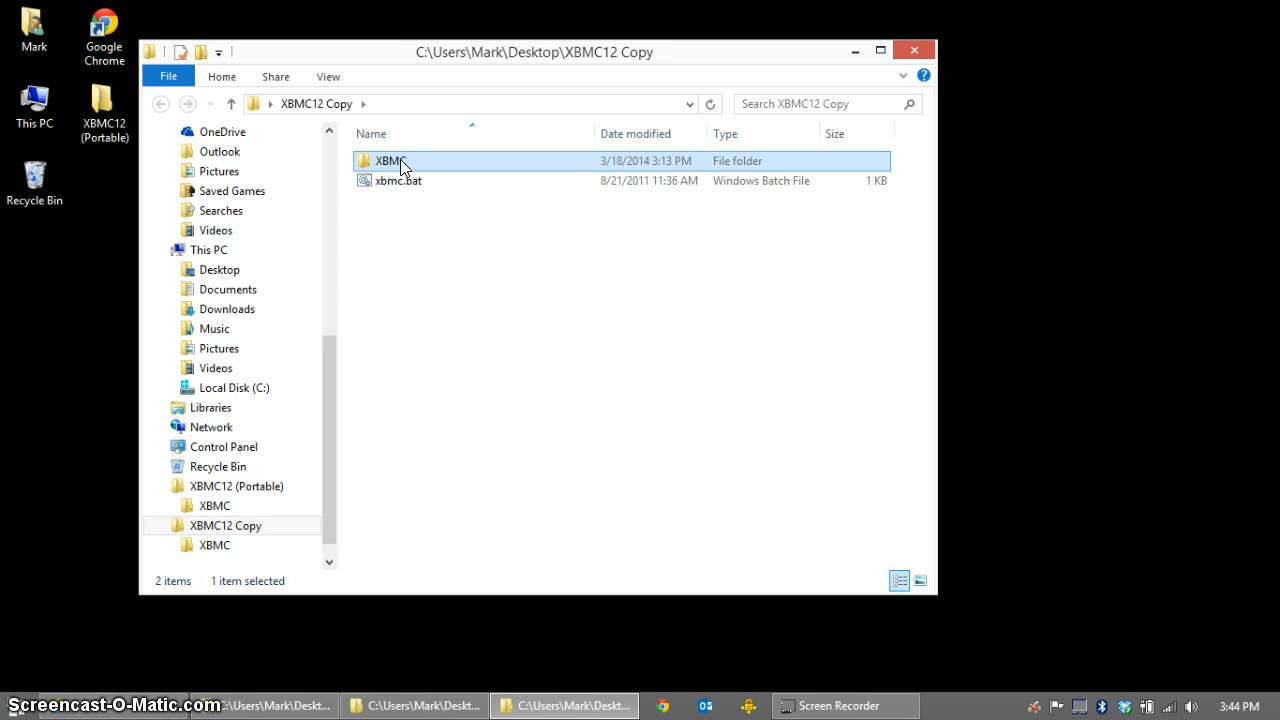 Mark
Google
Chrome
This PC
XBMC12
(Portable)
Recycle Bin
C:\Users\Mark\Desktop\XBMC12 Copy
File
Home
Share
View
XBMC12 Copy
Search XBMC12 Copy
OneDrive
Outlook
Pictures
Saved Games
Searches
Videos
This PC
Desktop
Documents
Downloads
Music
Pictures
Videos
Local Disk (C:)
Libraries
Network
Control Panel
Recycle Bin
XBMC12 (Portable)
XBMC
XBMC12 Copy
XBMC
Name
Date modified
Type
Size
XBMC
3/18/2014 3:13 PM
File folder
xbmc.bat
8/21/2011 11:36 AM
Windows Batch File
1 KB
2 items
1 item selected
Screencast-O-Matic.com
C:\Users\Mark\Deskt...
C:\Users\Mark\Deskt...
C:\Users\Mark\Deskt...
Screen Recorder
3:44 PM